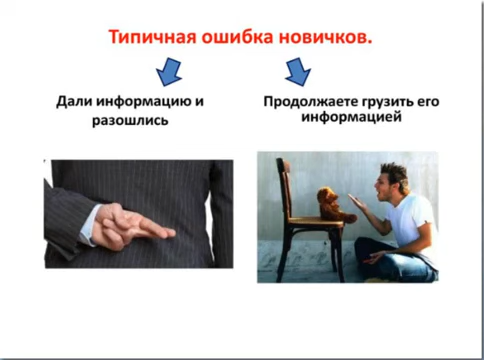 Типичная ошибка новичков.
Дали информацию и
разошлись
Продолжаете грузить его
информацией